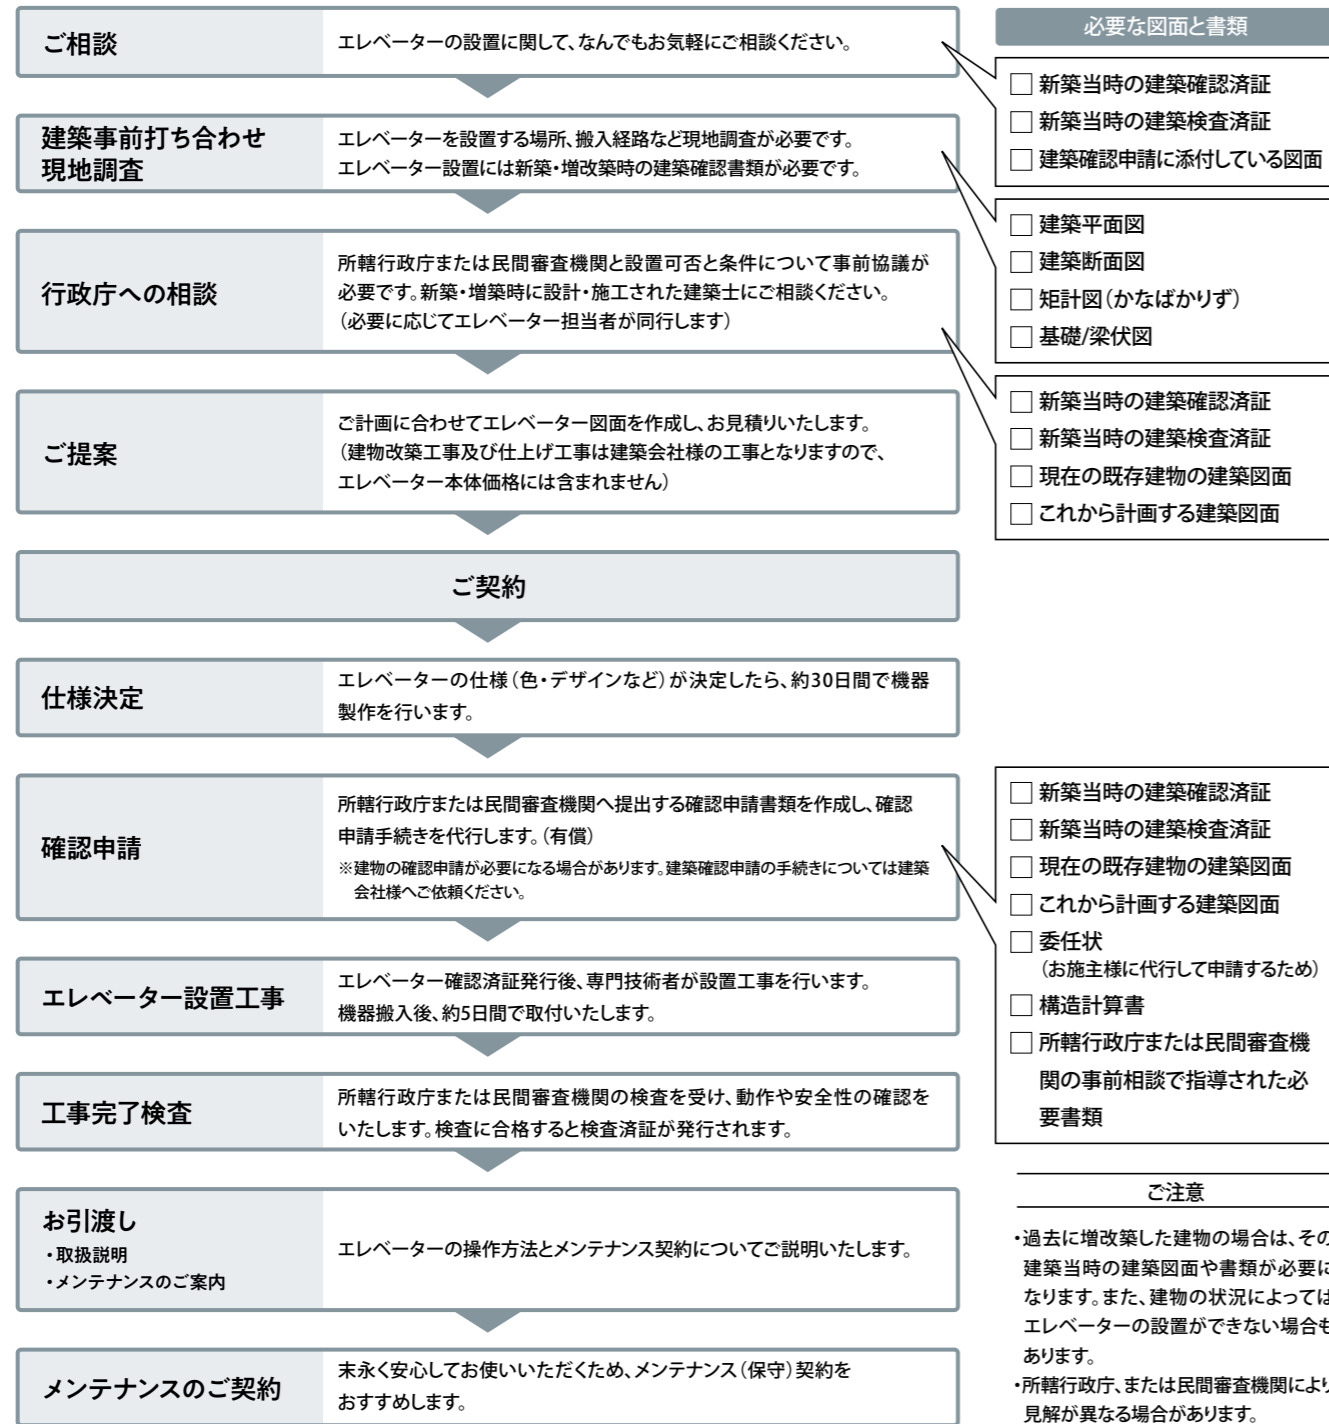 ご相談
エレベーターの設置に関して、なんでもお気軽にご相談ください。
建築事前打ち合わせ
現地調査
エレベーターを設置する場所、搬入経路など現地調査が必要です。
エレベーター設置には新築・増改築時の建築確認書類が必要です。
行政庁への相談
所轄行政庁または民間審査機関と設置可否と条件について事前協議が
必要です。新築・増築時に設計・施工された建築士にご相談ください。
（必要に応じてエレベーター担当者が同行します）
ご提案
ご計画に合わせてエレベーター図面を作成し、お見積りいたします。
（建物改築工事及び仕上げ工事は建築会社様の工事となりますので、
エレベーター本体価格には含まれません）
ご契約
仕様決定
エレベーターの仕様（色・デザインなど）が決定したら、約30日間で機器
製作を行います。
確認申請
所轄行政庁または民間審査機関へ提出する確認申請書類を作成し、確認
申請手続きを代行します。（有償）
※建物の確認申請が必要になる場合があります。建築確認申請の手続きについては建築
会社様へご依頼ください。
エレベーター設置工事
エレベーター確認済証発行後、専門技術者が設置工事を行います。
機器搬入後、約5日間で取付いたします。
工事完了検査
所轄行政庁または民間審査機関の検査を受け、動作や安全性の確認を
いたします。検査に合格すると検査済証が発行されます。
お引渡し
・取扱説明
・メンテナンスのご案内
エレベーターの操作方法とメンテナンス契約についてご説明いたします。
メンテナンスのご契約
末永く安心してお使いいただくため、メンテナンス（保守）契約を
おすすめします。
必要な図面と書類
□ 新築当時の建築確認済証
□ 新築当時の建築検査済証
□ 建築確認申請に添付している図面
□ 建築平面図
□ 建築断面図
□ 矩計図（かなばかりず）
□ 基礎/梁伏図
□ 新築当時の建築確認済証
□ 新築当時の建築検査済証
□ 現在の既存建物の建築図面
□ これから計画する建築図面
□ 新築当時の建築確認済証
□ 新築当時の建築検査済証
□ 現在の既存建物の建築図面
□ これから計画する建築図面
□ 委任状
（お施主様に代行して申請するため）
□ 構造計算書
□ 所轄行政庁または民間審査機
関の事前相談で指導された必
要書類
ご注意
・過去に増改築した建物の場合は、その
建築当時の建築図面や書類が必要に
なります。また、建物の状況によっては
エレベーターの設置ができない場合も
あります。
・所轄行政庁、または民間審査機関により
見解が異なる場合があります。